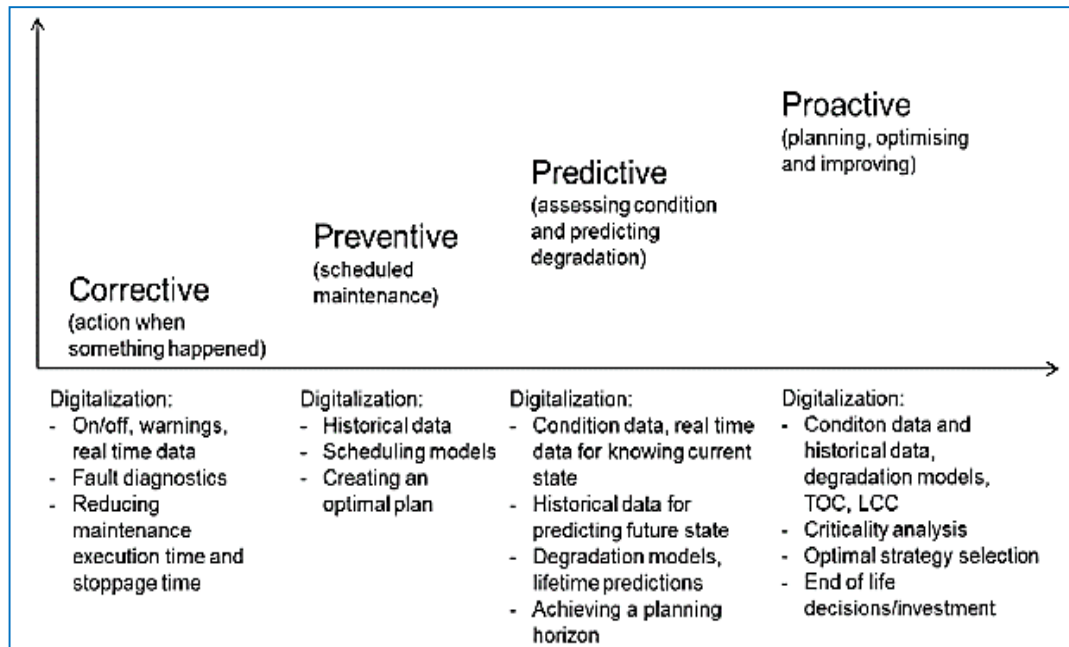 Proactive
(planning, optimising
and improving)
Predictive
(assessing condition
and predicting
degradation)
Preventive
(scheduled
maintenance)
Corrective
(action when
something happened)
Digitalization:
- On/off, warnings,
real time data
- Fault diagnostics
- Reducing
maintenance
execution time and
stoppage time
Digitalization:
- Historical data
- Scheduling models
- Creating an
optimal plan
Digitalization:
- Condition data, real time
data for knowing current
state
- Historical data for
predicting future state
- Degradation models,
lifetime predictions
- Achieving a planning
horizon
Digitalization:
- Conditon data and
historical data,
degradation models,
TOC, LCC
- Criticality analysis
- Optimal strategy selection
- End of life
decisions/investment